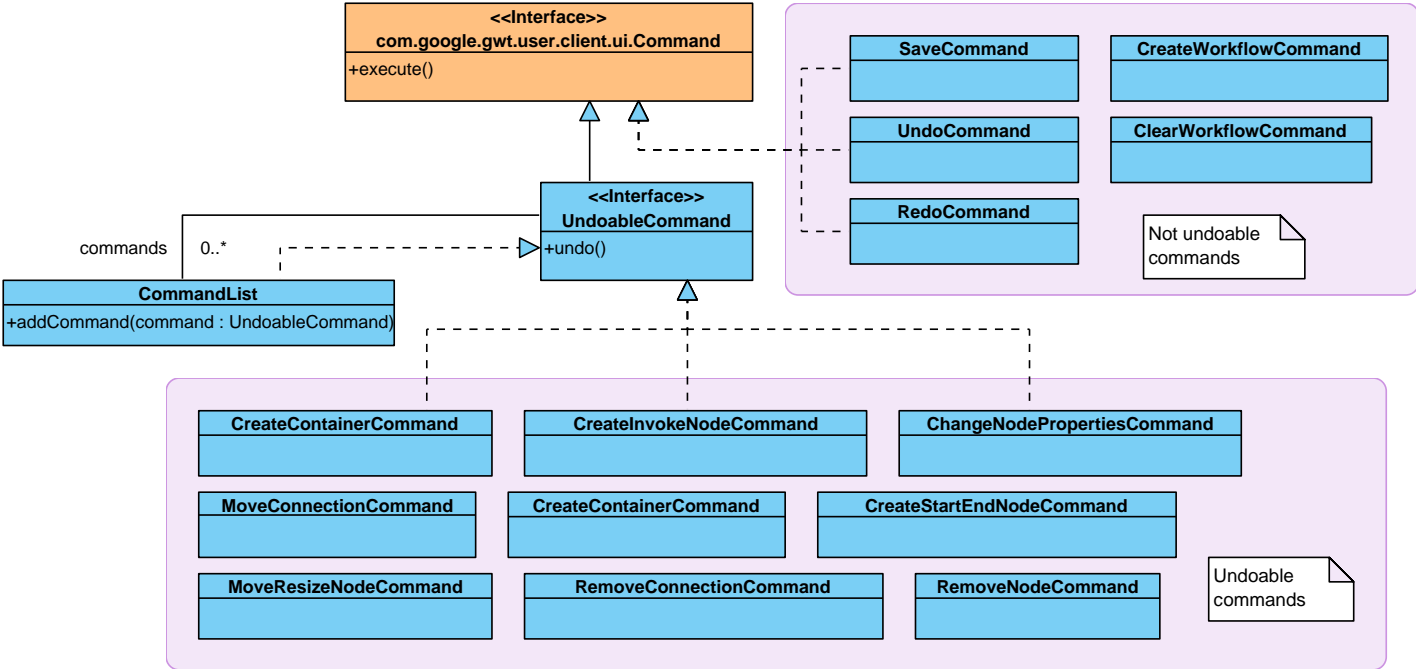 <<Interface>>
com.google.gwt.user.client.ui.Command
+execute()
SaveCommand
CreateWorkflowCommand
UndoCommand
ClearWorkflowCommand
RedoCommand
Not undoable
commands
<<Interface>>
UndoableCommand
+undo()
commands
0..*
CommandList
+addCommand(command : UndoableCommand)
CreateContainerCommand
CreateInvokeNodeCommand
ChangeNodePropertiesCommand
MoveConnectionCommand
CreateContainerCommand
CreateStartEndNodeCommand
MoveResizeNodeCommand
RemoveConnectionCommand
RemoveNodeCommand
Undoable
commands